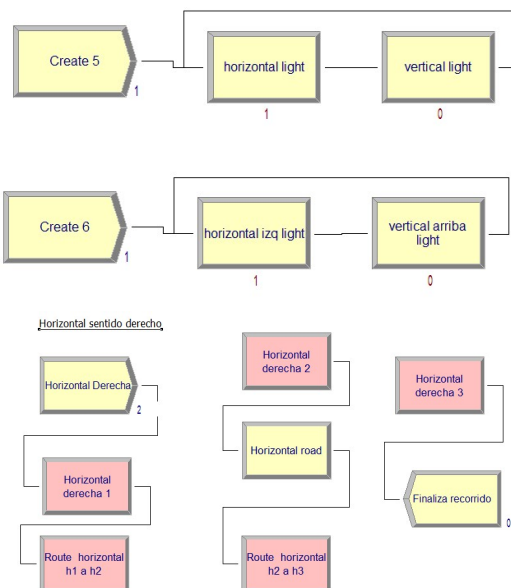 Create 5
1
horizontal light
1
vertical light
0
Create 6
1
horizontal izq light
1
vertical arriba
light
0
Horizontal sentido derecho
Horizontal Derecha
2
Horizontal
derecha 1
Route horizontal
h1 a h2
Horizontal
derecha 2
Horizontal road
Route horizontal
h2 a h3
Horizontal
derecha 3
Finaliza recorrido
0